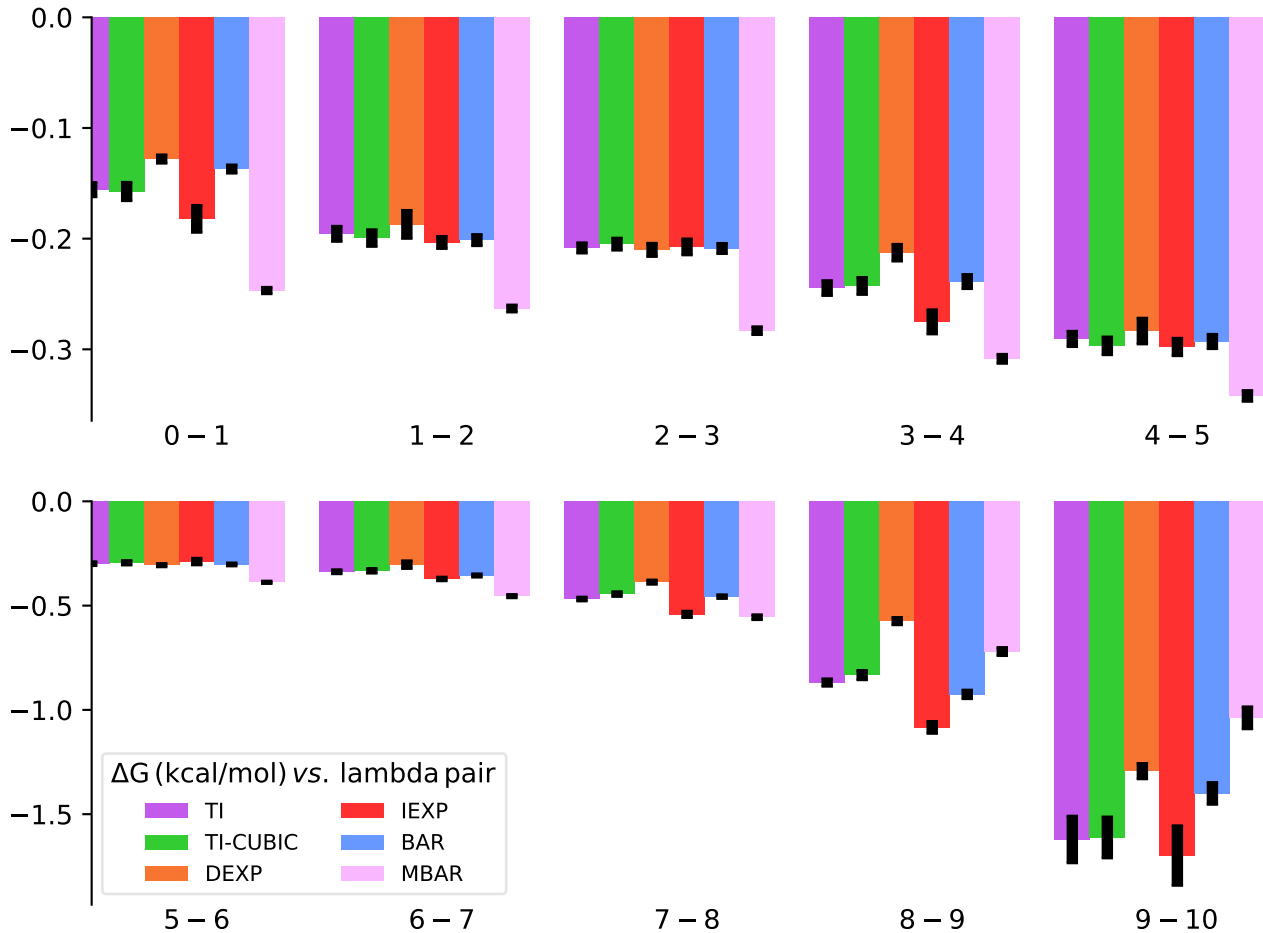 0.0
−0.1
−0.2
−0.3
0 − 1
1 − 2
2 − 3
3 − 4
4 − 5
0.0
−0.5
−1.0
−1.5
ΔG (kcal/mol) vs. lambda pair
TI
IEXP
TI-CUBIC
BAR
DEXP
MBAR
5 − 6
6 − 7
7 − 8
8 − 9
9 − 10